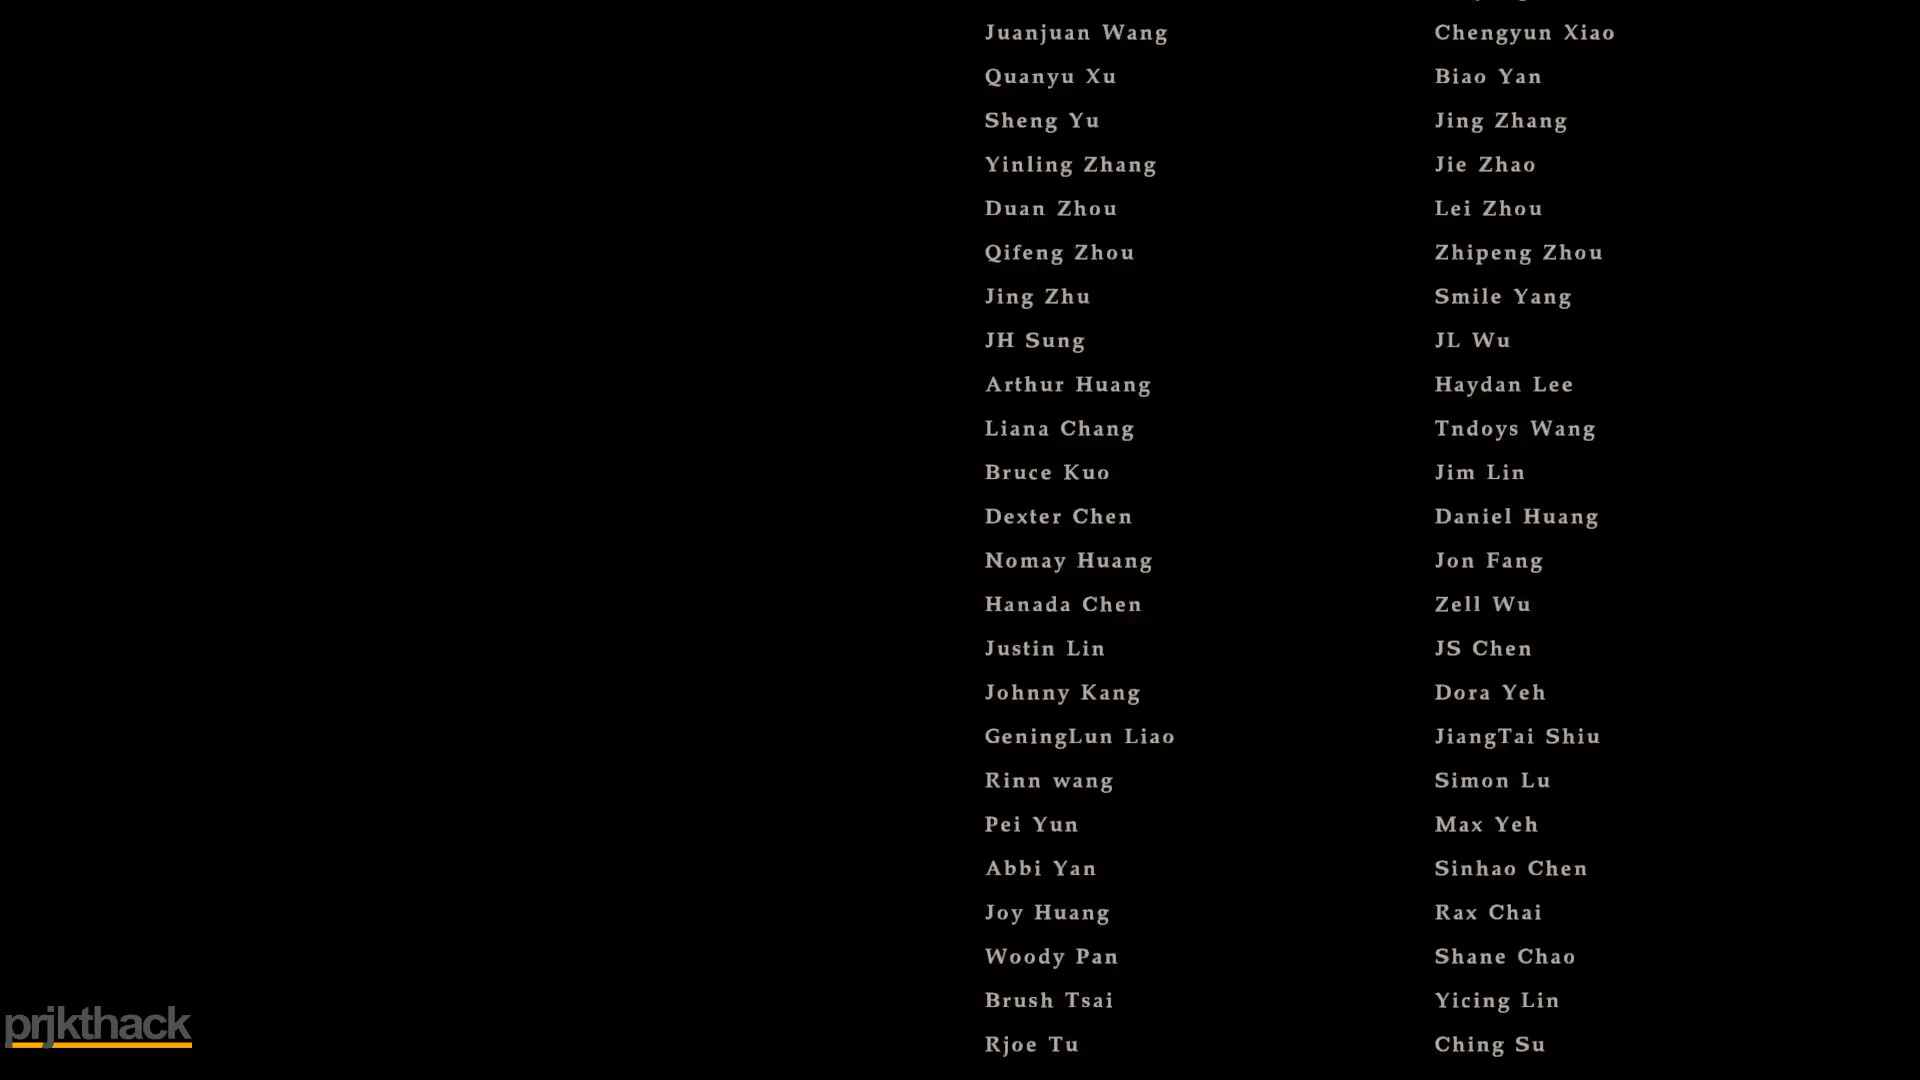 Juanjuan Wang Chengyun Xiao
Quanyu Xu Biao Yan
Sheng Yu Jing Zhang
Yinling Zhang Jie Zhao
Duan Zhou Lei Zhou
Qifeng Zhou Zhipeng Zhou
Jing Zhu Smile Yang
JH Sung JL Wu
Arthur Huang Haydan Lee
Liana Chang Tndoys Wang
Bruce Kuo Jim Lin
Dexter Chen Daniel Huang
Nomay Huang Jon Fang
Hanada Chen Zell Wu
Justin Lin JS Chen
Johnny Kang Dora Yeh
GeningLun Liao JiangTai Shiu
Rinn wang Simon Lu
Pei Yun Max Yeh
Abbi Yan Sinhao Chen
Joy Huang Rax Chai
Woody Pan Shane Chao
Brush Tsai Yicing Lin
Rjoe Tu Ching Su
prjkthack